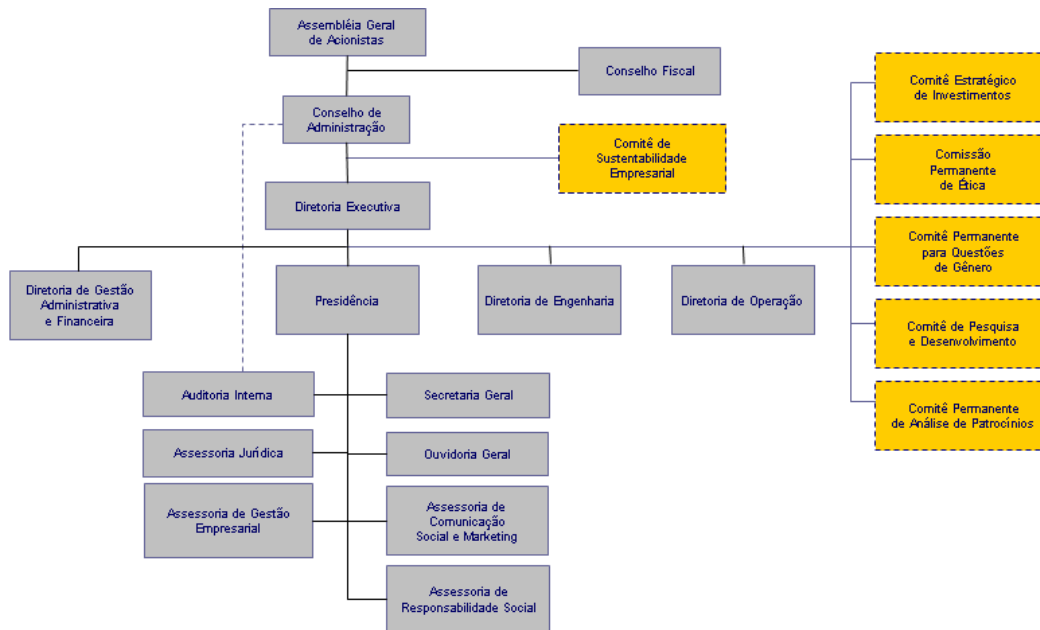 Assembléia Geral
de Acionistas
Conselho Fiscal
Conselho de
Administração
Comitê de
Sustentabilidade
Empresarial
Diretoria Executiva
Diretoria de Gestão
Administrativa
e Financeira
Presidência
Diretoria de Engenharia
Diretoria de Operação
Comitê Estratégico
de Investimentos
Comissão
Permanente
de Ética
Comitê Permanente
para Questões
de Gênero
Comitê de Pesquisa
e Desenvolvimento
Comitê Permanente
de Análise de Patrocínios
Auditoria Interna
Secretaria Geral
Assessoria Jurídica
Ouvidoria Geral
Assessoria de Gestão
Empresarial
Assessoria de
Comunicação
Social e Marketing
Assessoria de
Responsabilidade Social